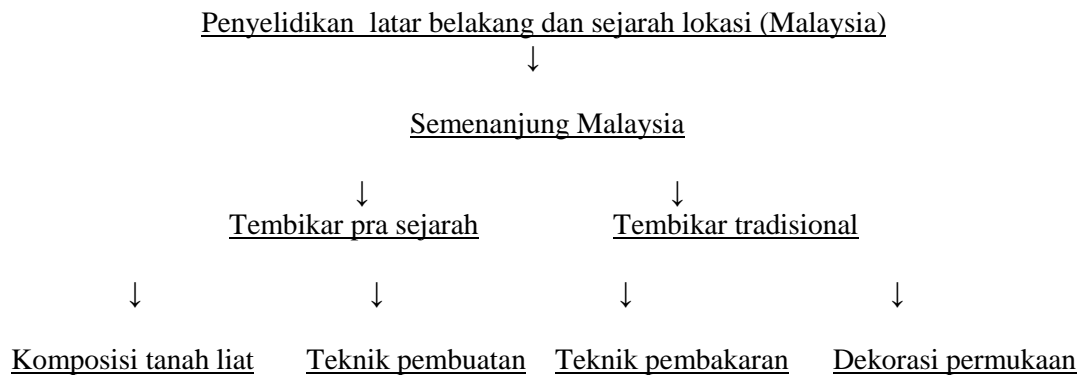 Penyelidikan latar belakang dan sejarah lokasi (Malaysia)
↓
Semenanjung Malaysia
↓ ↓
Tembikar pra sejarah Tembikar tradisional
↓ ↓ ↓ ↓
Komposisi tanah liat Teknik pembuatan Teknik pembakaran Dekorasi permukaan